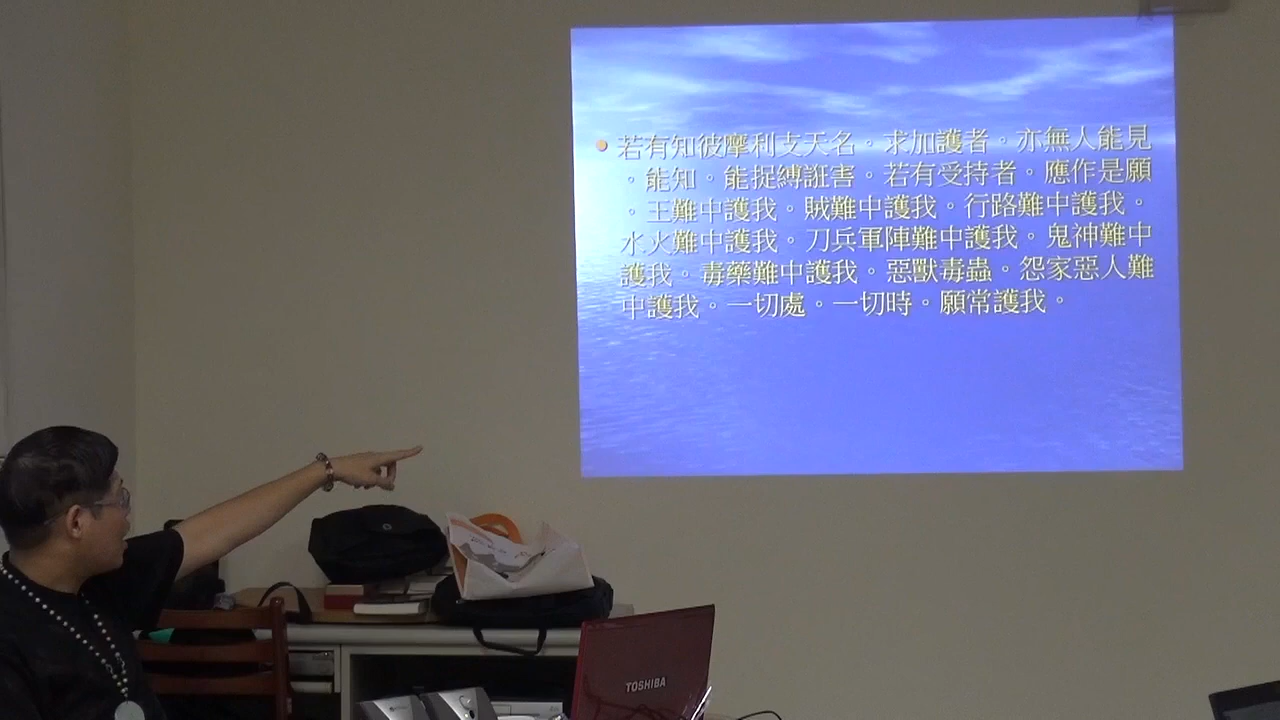 若有知彼摩利支天名。求加護者。亦無人能見
。能知。能捉縛誑害。若有受持者。應作是願
。王難中護我。賊難中護我。行路難中護我。
水火難中護我。刀兵軍陣難中護我。鬼神難中
護我。毒藥難中護我。惡獸毒蟲。怨家惡人難
中護我。一切處。一切時。願常護我。
TOSHIBA